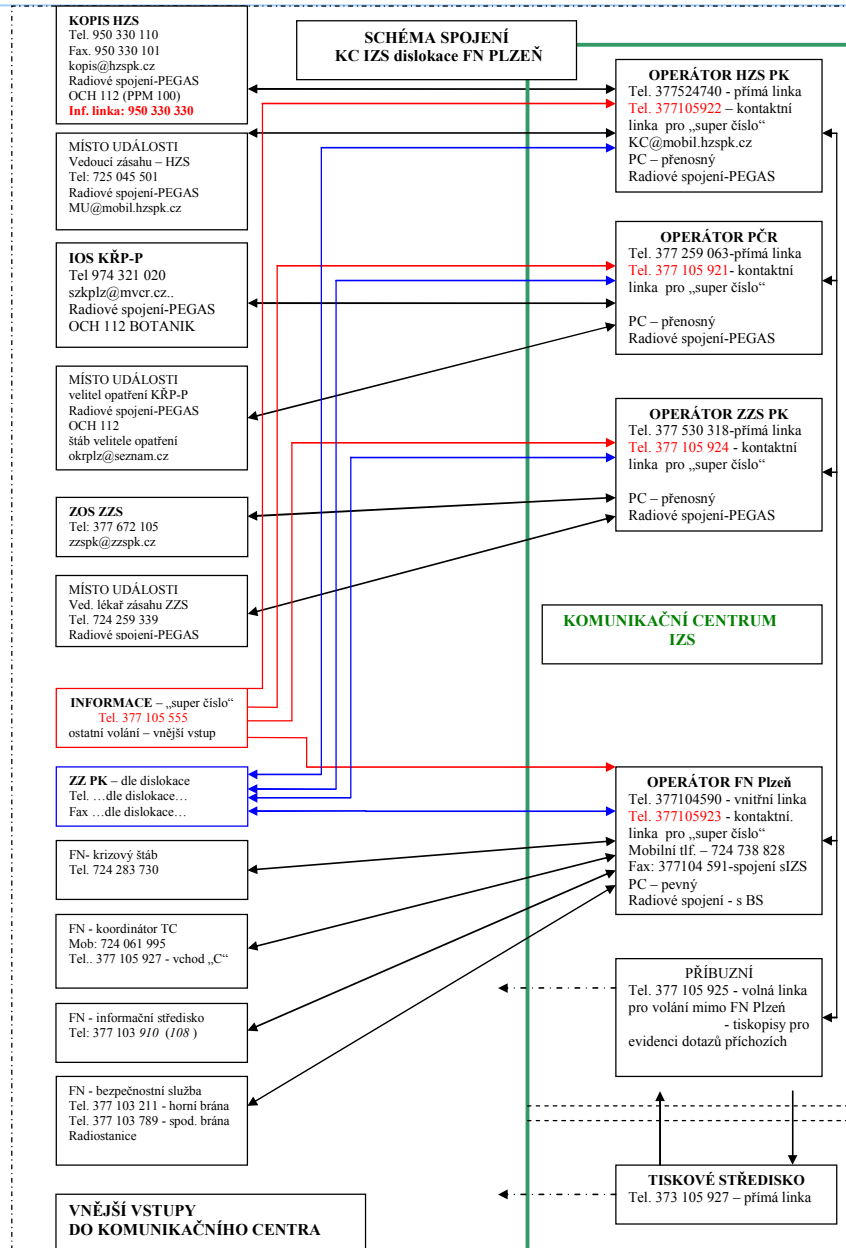 SCHÉMA SPOJENÍ
KC IZS dislokace FN PLZEŇ
KOPIS HZS
Tel. 950 330 110
Fax. 950 330 101
kopis@hzspk.cz
Radiové spojení-PEGAS
OCH 112 (PPM 100)
Inf. linka: 950 330 330
MÍSTO UDÁLOSTI
Vedoucí zásahu – HZS
Tel: 725 045 501
Radiové spojení-PEGAS
MU@mobil.hzspk.cz
IOS KŘP-P
Tel 974 321 020
szkplz@mvcr.cz..
Radiové spojení-PEGAS
OCH 112 BOTANIK
MÍSTO UDÁLOSTI
velitel opatření KŘP-P
Radiové spojení-PEGAS
OCH 112
štáb velitele opatření
okrplz@seznam.cz
ZOS ZZS
Tel: 377 672 105
zzspk@zzspk.cz
MÍSTO UDÁLOSTI
Ved. lékař zásahu ZZS
Tel. 724 259 339
Radiové spojení-PEGAS
INFORMACE – „super číslo“
Tel. 377 105 555
ostatní volání – vnější vstup
ZZ PK – dle dislokace
Tel. …dle dislokace…
Fax …dle dislokace…
FN- krizový štáb
Tel. 724 283 730
FN - koordinátor TC
Mob: 724 061 995
Tel.. 377 105 927 - vchod „C“
FN - informační středisko
Tel: 377 103 910 (108 )
FN - bezpečnostní služba
Tel. 377 103 211 - horní brána
Tel. 377 103 789 - spod. brána
Radiostanice
VNĚJŠÍ VSTUPY
DO KOMUNIKAČNÍHO CENTRA
OPERÁTOR HZS PK
Tel. 377524740 - přímá linka
Tel. 377105922 – kontaktní
linka pro „super číslo“
KC@mobil.hzspk.cz
PC – přenosný
Radiové spojení-PEGAS
OPERÁTOR PČR
Tel. 377 259 063-přímá linka
Tel. 377 105 921- kontaktní
linka pro „super číslo“
PC – přenosný
Radiové spojení-PEGAS
OPERÁTOR ZZS PK
Tel. 377 530 318-přímá linka
Tel. 377 105 924 - kontaktní
linka pro „super číslo“
PC – přenosný
Radiové spojení-PEGAS
KOMUNIKAČNÍ CENTRUM
IZS
OPERÁTOR FN Plzeň
Tel. 377104590 - vnitřní linka
Tel. 377105923 - kontaktní.
linka pro „super číslo“
Mobilní tlf. – 724 738 828
Fax: 377104 591-spojení sIZS
PC – pevný
Radiové spojení - s BS
PŘÍBUZNÍ
Tel. 377 105 925 - volná linka
pro volání mimo FN Plzeň
- tiskopisy pro
evidenci dotazů příchozích
TISKOVÉ STŘEDISKO
Tel. 373 105 927 – přímá linka